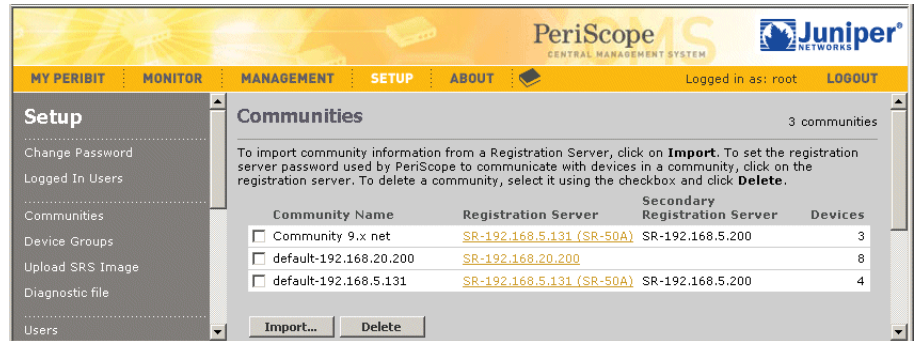 PeriScope
CENTRAL MANAGEMENT SYSTEM
Juniper
NETWORKS
MY PERIBIT MONITOR MANAGEMENT SETUP ABOUT Logged in as: root LOGOUT
Setup
Change Password
Logged In Users
Communities
Device Groups
Upload SRS Image
Diagnostic file
Users
Communities
3 communities
To import community information from a Registration Server, click on Import. To set the registration
server password used by PeriScope to communicate with devices in a community, click on the
registration server. To delete a community, select it using the checkbox and click Delete.
Community Name Registration Server Secondary Registration Server Devices
Community 9.x net SR-192.168.5.131 (SR-50A) SR-192.168.5.200 3
default-192.168.20.200 SR-192.168.20.200 8
default-192.168.5.131 SR-192.168.5.131 (SR-50A) SR-192.168.5.200 4
Import... Delete